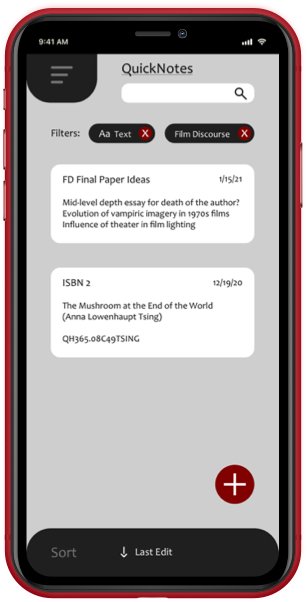 9:41 AM
QuickNotes
Filters: Aa Text X Film Discourse X
FD Final Paper Ideas 1/15/21
Mid-level depth essay for death of the author?
Evolution of vampiric imagery in 1970s films
Influence of theater in film lighting
ISBN 2 12/19/20
The Mushroom at the End of the World
(Anna Lowenhaupt Tsing)
QH365.08C49TSING
Sort ↓ Last Edit